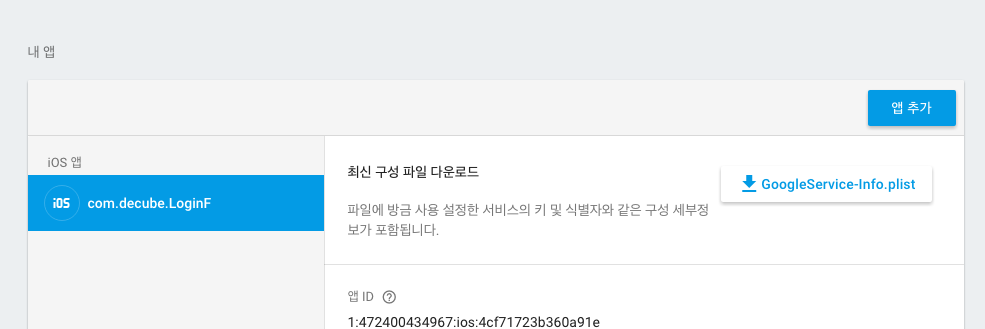 내 앱
앱 추가
iOS 앱
iOS com.decube.LoginF
최신 구성 파일 다운로드
GoogleService-Info.plist
파일에 방금 사용 설정한 서비스의 키 및 식별자와 같은 구성 세부정
보가 포함됩니다.
앱 ID ?
1:472400434967:ios:4cf71723b360a91e